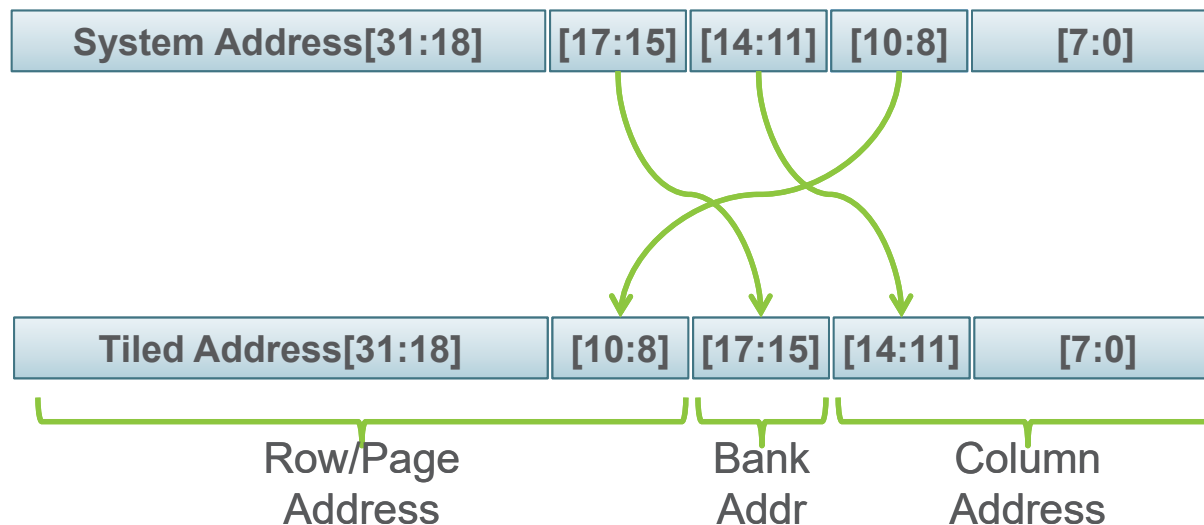 System Address[31:18] [17:15] [14:11] [10:8] [7:0]
Tiled Address[31:18] [10:8] [17:15] [14:11] [7:0]
Row/Page Bank Column
Address Addr Address